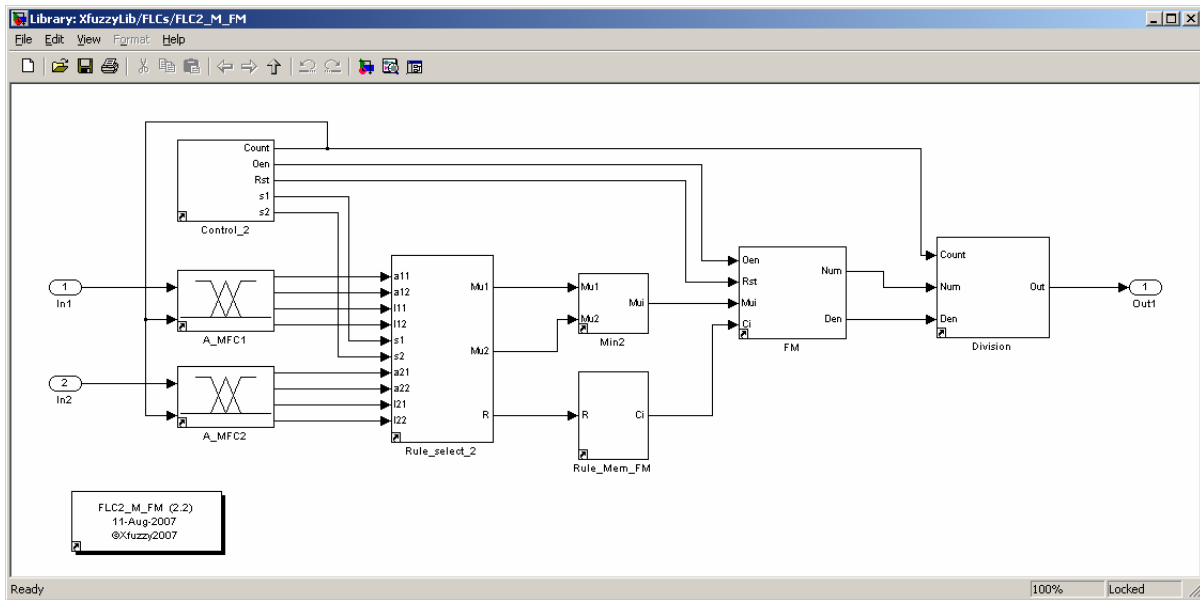 Library: XfuzzyLib/FLCs/FLC2_M_FM
File Edit View Format Help
Count
Oen
Rst
s1
s2
Control_2
1
In1
A_MFC1
2
In2
A_MFC2
a11
a12
l11
l12
s1
s2
a21
a22
l21
l22
Mu1
Mu2
R
Rule_select_2
Mu1
Mu2
Mui
Min2
R
Ci
Rule_Mem_FM
Oen
Rst
Mui
Ci
Num
Den
FM
Count
Num
Den
Out
Division
1
Out1
FLC2_M_FM (2.2)
11-Aug-2007
©Xfuzzy2007
Ready
100%
Locked